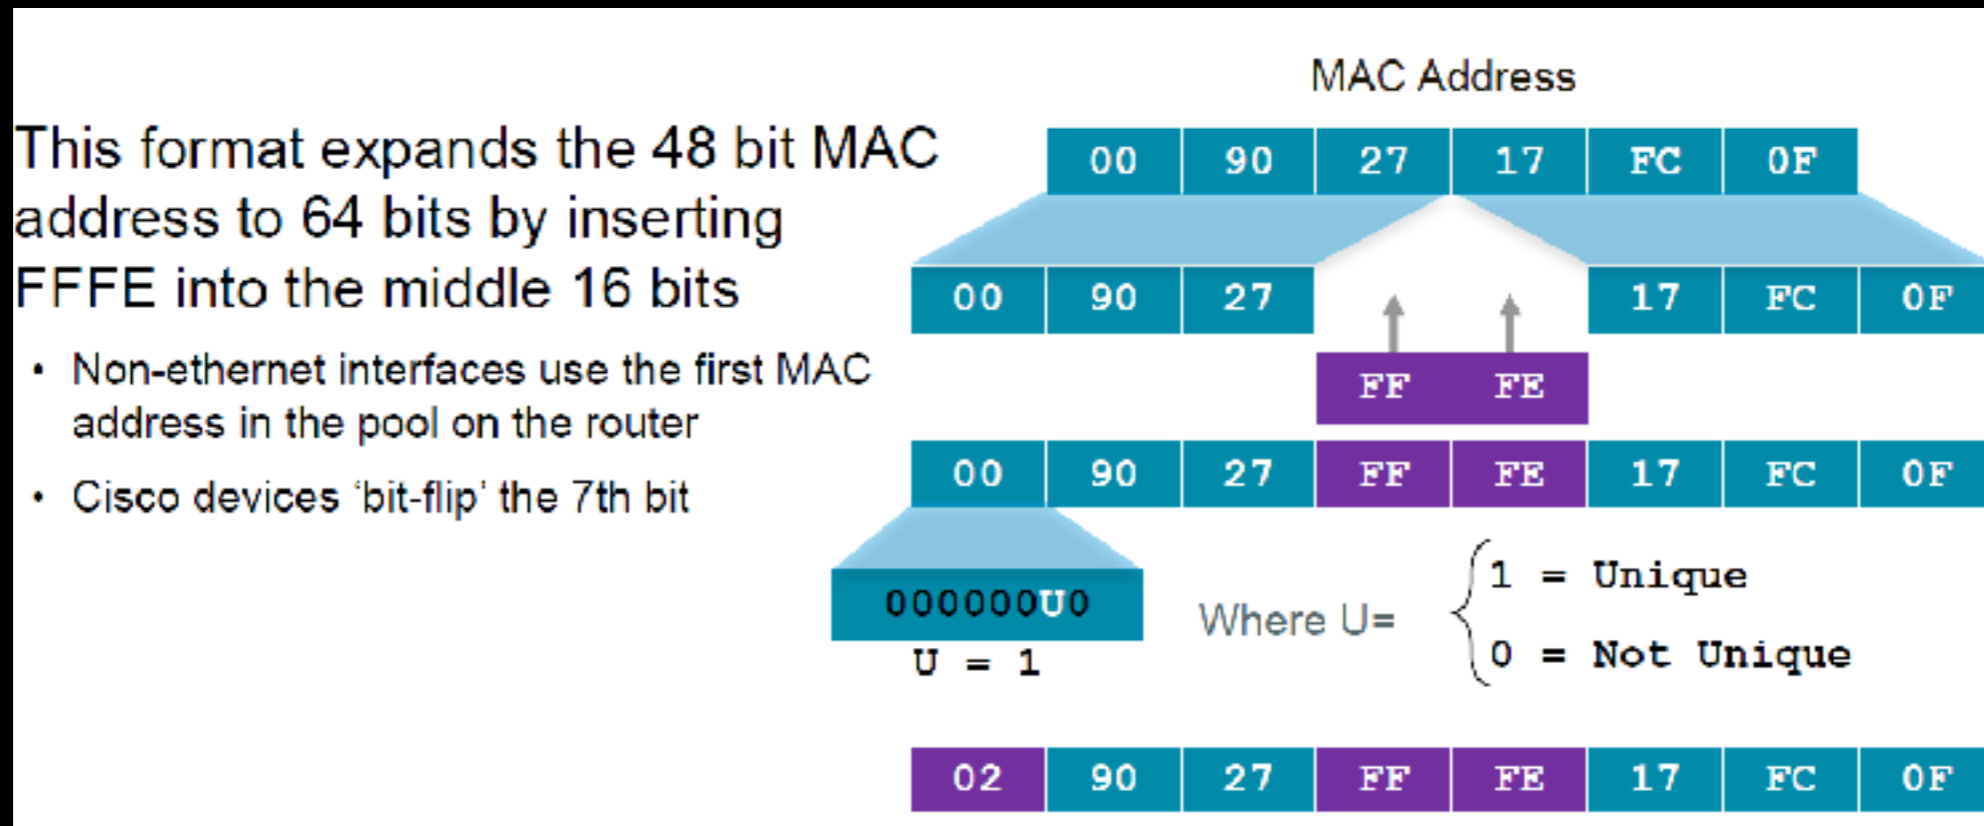 MAC Address
This format expands the 48 bit MAC
address to 64 bits by inserting
FFFE into the middle 16 bits
• Non-ethernet interfaces use the first MAC
address in the pool on the router
• Cisco devices ‘bit-flip’ the 7th bit
00 90 27 17 FC 0F
00 90 27 17 FC 0F
FF FE
00 90 27 FF FE 17 FC 0F
000000U0
U = 1
Where U=
1 = Unique
0 = Not Unique
02 90 27 FF FE 17 FC 0F